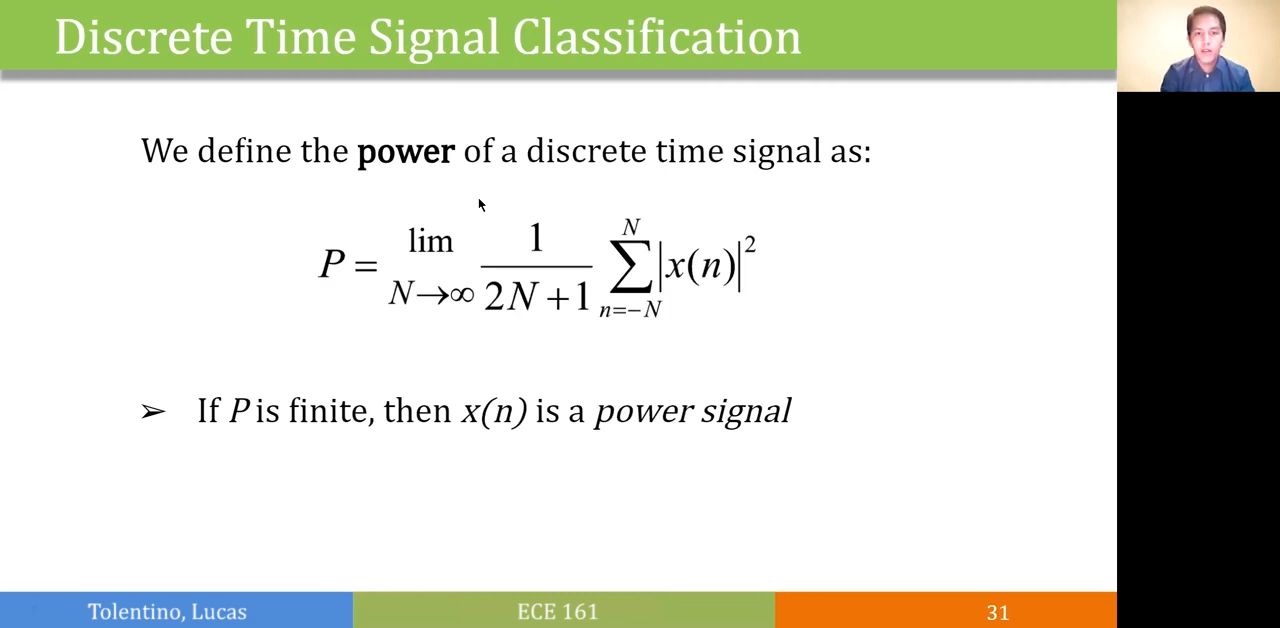 Discrete Time Signal Classification
We define the power of a discrete time signal as:
P = lim N→∞ 1/(2N+1) ∑ n=−N N |x(n)|²
➢ If P is finite, then x(n) is a power signal
Tolentino, Lucas ECE 161 31